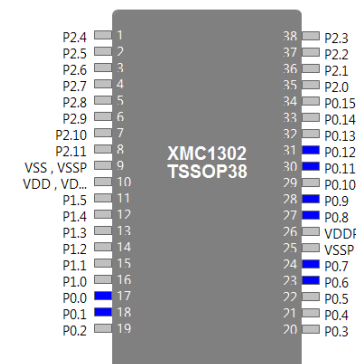 P2.4 1 38 P2.3
P2.5 2 37 P2.2
P2.6 3 36 P2.1
P2.7 4 35 P2.0
P2.8 5 34 P0.15
P2.9 6 33 P0.14
P2.10 7 32 P0.13
P2.11 8 31 P0.12
VSS , VSSP 9 30 P0.11
VDD , VD... 10 29 P0.10
XMC1302
TSSOP38
P1.5 11 28 P0.9
P1.4 12 27 P0.8
P1.3 13 26 VDDP
P1.2 14 25 VSSP
P1.1 15 24 P0.7
P1.0 16 23 P0.6
P0.0 17 22 P0.5
P0.1 18 21 P0.4
P0.2 19 20 P0.3